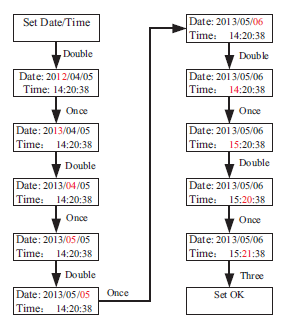 Set Date/Time
Double
Date: 2012/04/05
Time: 14:20:38
Once
Date: 2013/04/05
Time: 14:20:38
Double
Date: 2013/04/05
Time: 14:20:38
Once
Date: 2013/05/05
Time: 14:20:38
Double
Date: 2013/05/05
Time: 14:20:38
Once
Date: 2013/05/06
Time: 14:20:38
Double
Date: 2013/05/06
Time: 14:20:38
Once
Date: 2013/05/06
Time: 15:20:38
Double
Date: 2013/05/06
Time: 15:20:38
Once
Date: 2013/05/06
Time: 15:21:38
Three
Set OK